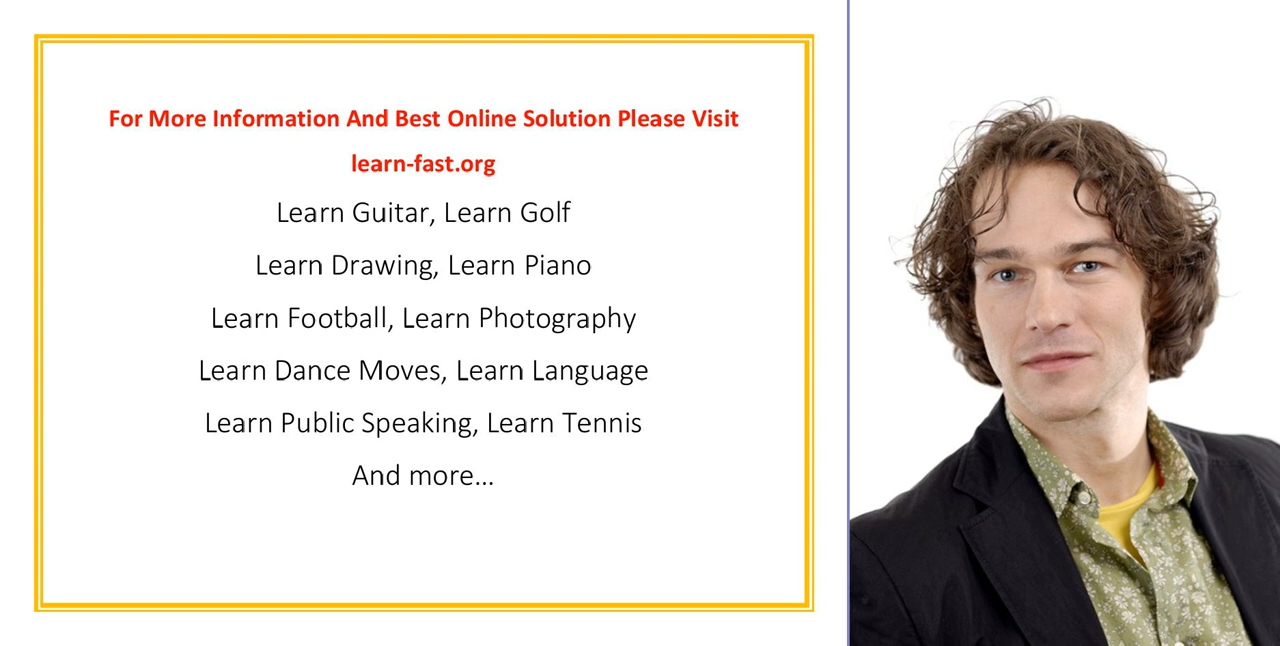 For More Information And Best Online Solution Please Visit
learn-fast.org
Learn Guitar, Learn Golf
Learn Drawing, Learn Piano
Learn Football, Learn Photography
Learn Dance Moves, Learn Language
Learn Public Speaking, Learn Tennis
And more...